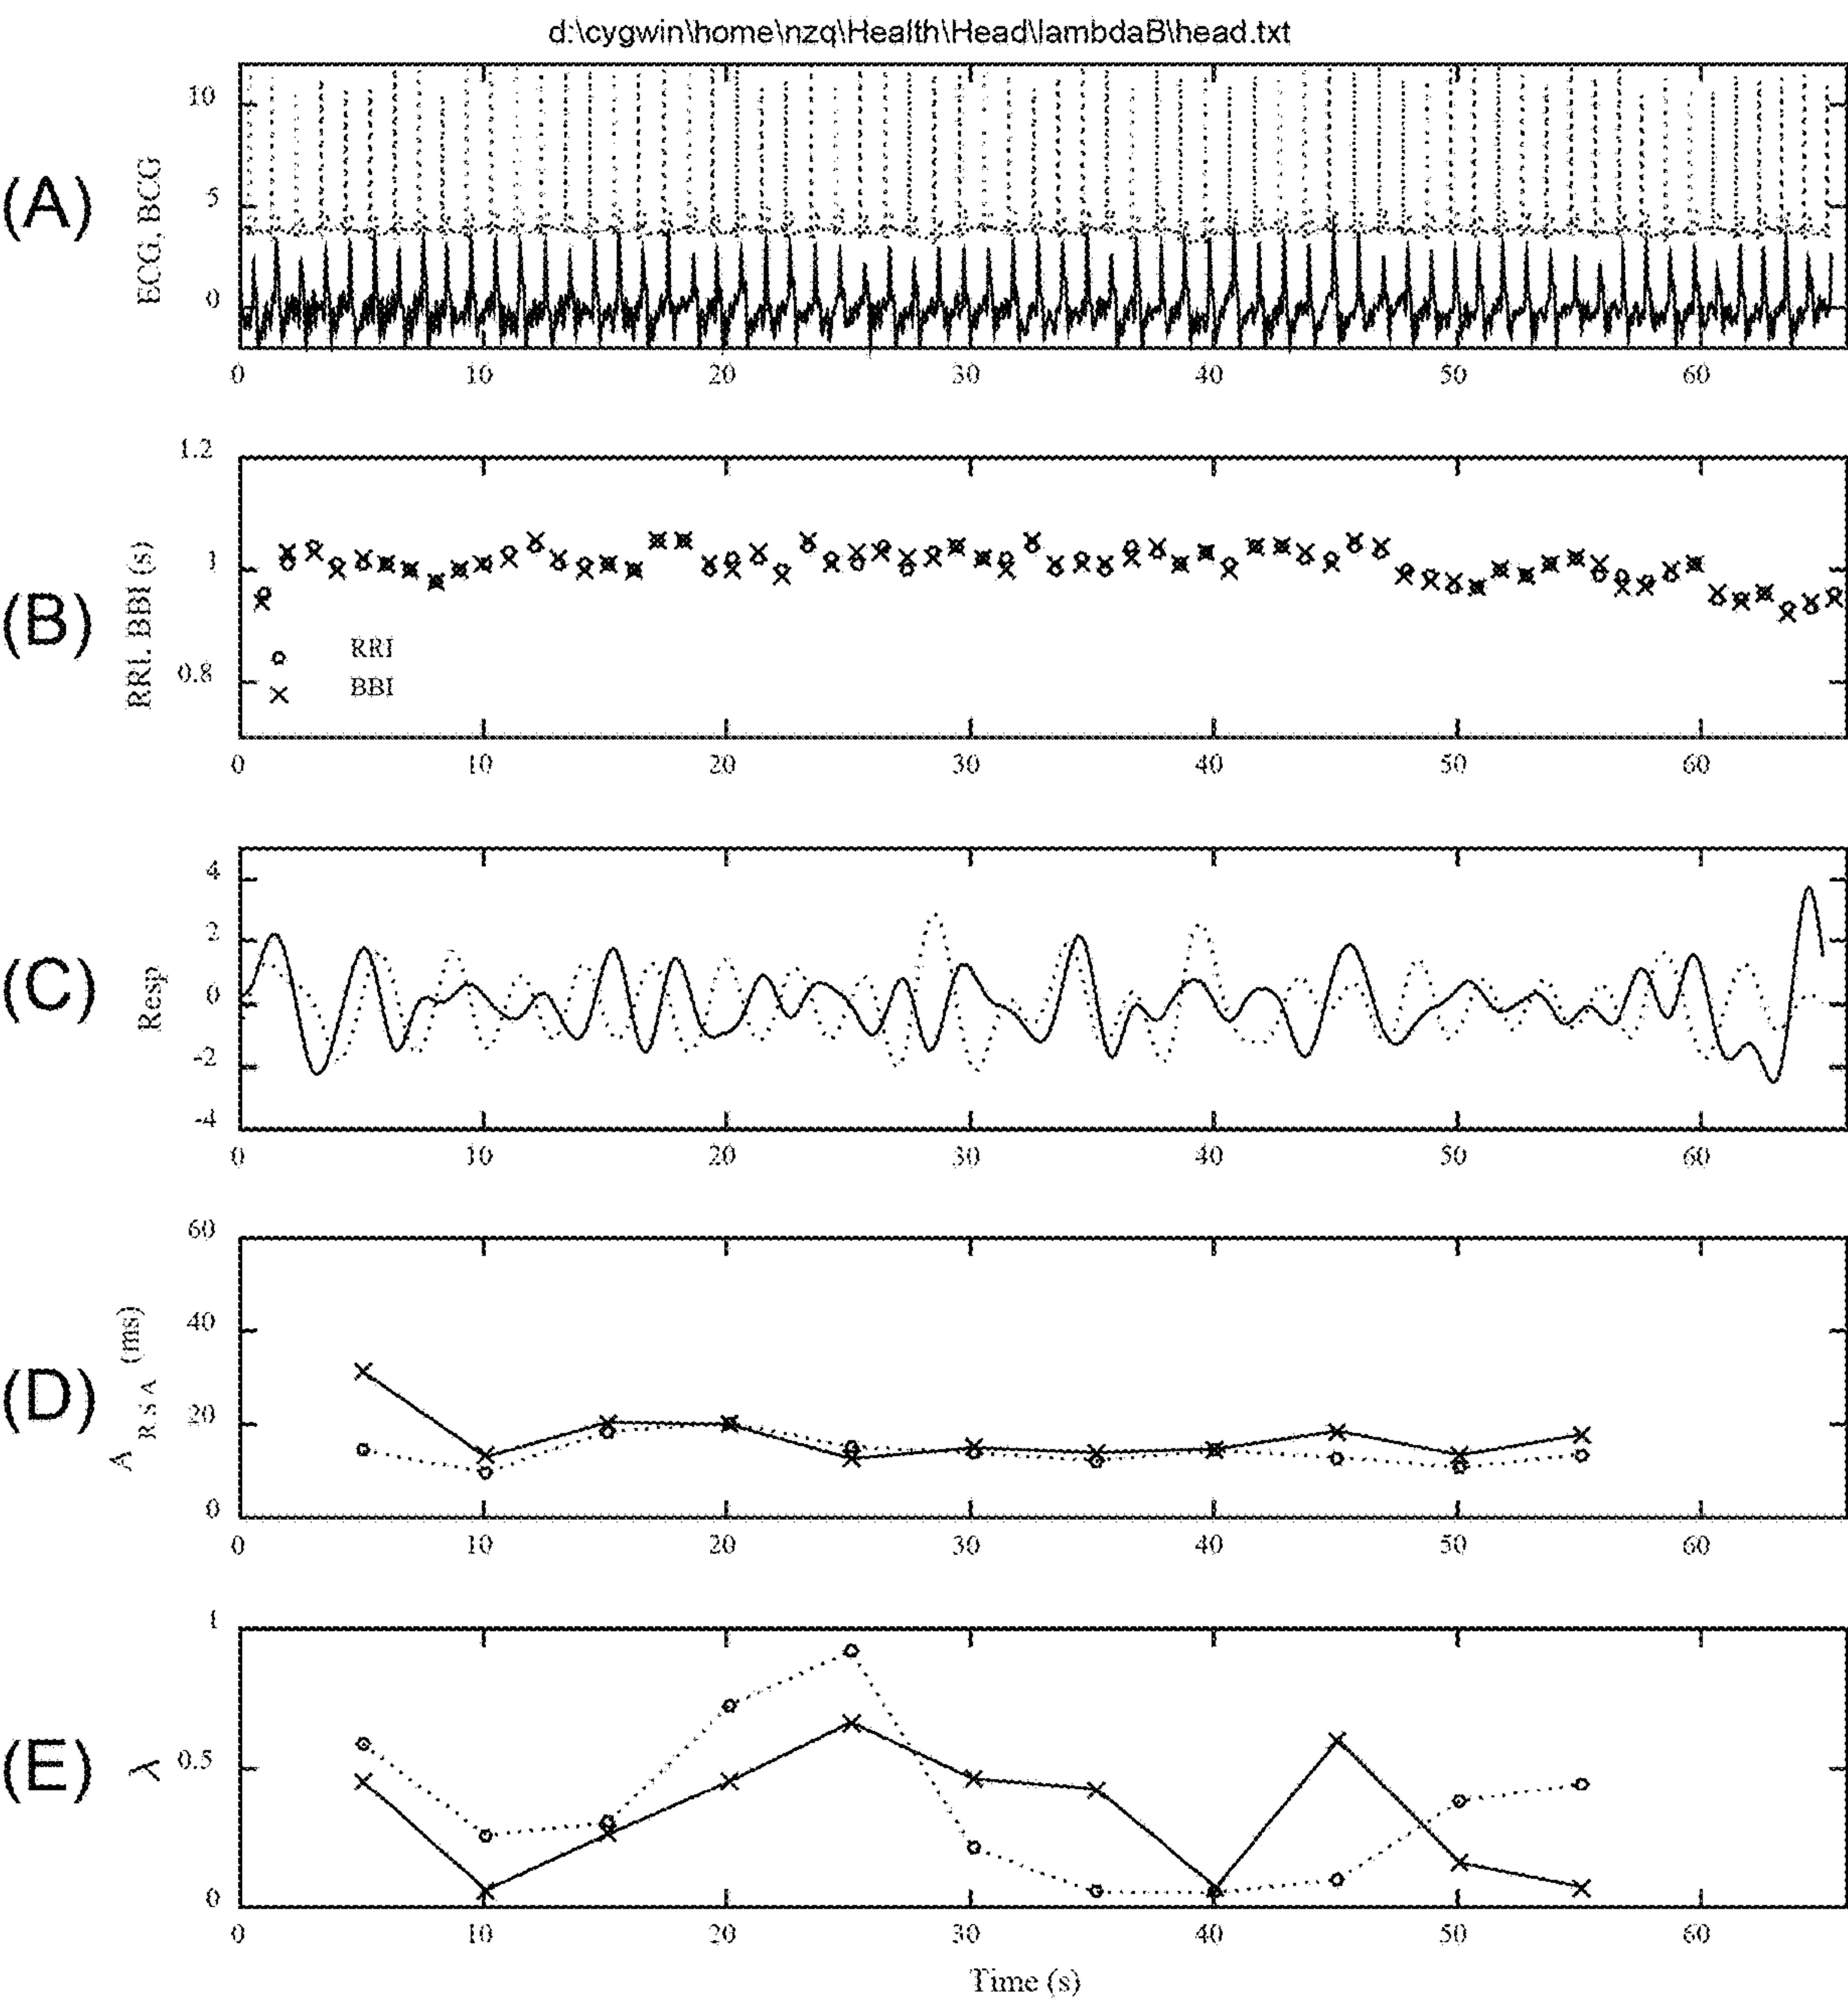 d:\cygwin\home\nzq\Health\Head\lambdaB\head.txt
(A)
ECG, BCG
10
5
0
0 10 20 30 40 50 60
(B)
RRI, BBI (s)
1.2
1
0.8
RRI
BBI
0 10 20 30 40 50 60
(C)
Resp
4
2
0
-2
-4
0 10 20 30 40 50 60
(D)
A RSA (ms)
60
40
20
0
0 10 20 30 40 50 60
(E)
λ
1
0.5
0
0 10 20 30 40 50 60
Time (s)